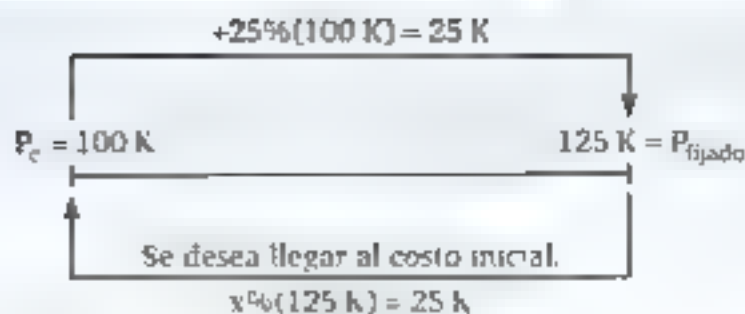 +25%(100 K) = 25 K
P_c = 100 K 125 K = P_fijado
Se desea llegar al costo inicial.
x%(125 K) = 25 K